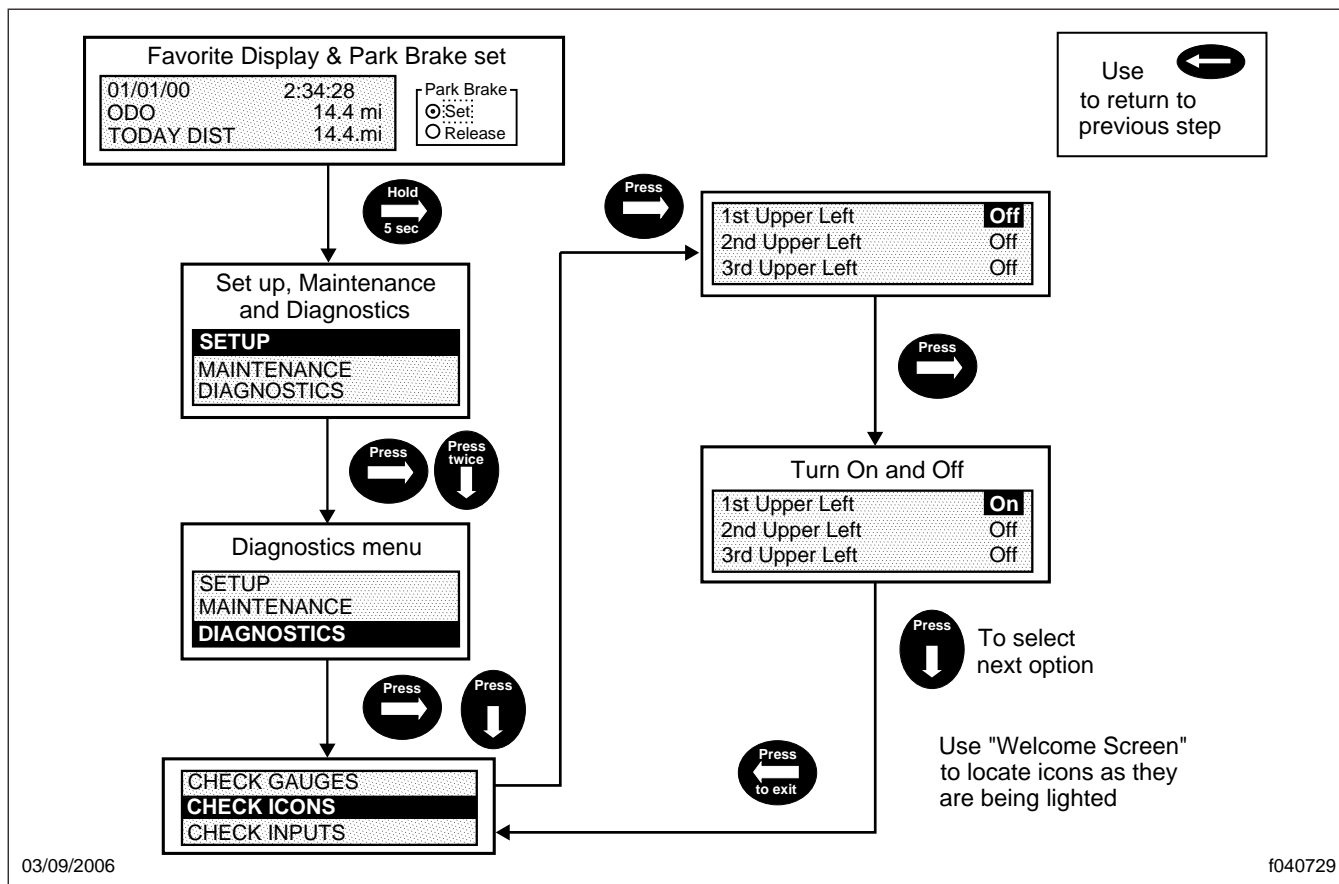 Favorite Display & Park Brake set
01/01/00 2:34:28
ODO 14.4 mi
TODAY DIST 14.4.mi
Park Brake
Set
Release
Use
to return to
previous step
Hold
5 sec
Set up, Maintenance
and Diagnostics
SETUP
MAINTENANCE
DIAGNOSTICS
Press
Press
twice
Diagnostics menu
SETUP
MAINTENANCE
DIAGNOSTICS
Press
Press
CHECK GAUGES
CHECK ICONS
CHECK INPUTS
Press
1st Upper Left Off
2nd Upper Left Off
3rd Upper Left Off
Press
Turn On and Off
1st Upper Left On
2nd Upper Left Off
3rd Upper Left Off
Press
To select
next option
Press
to exit
Use "Welcome Screen"
to locate icons as they
are being lighted
03/09/2006
f040729